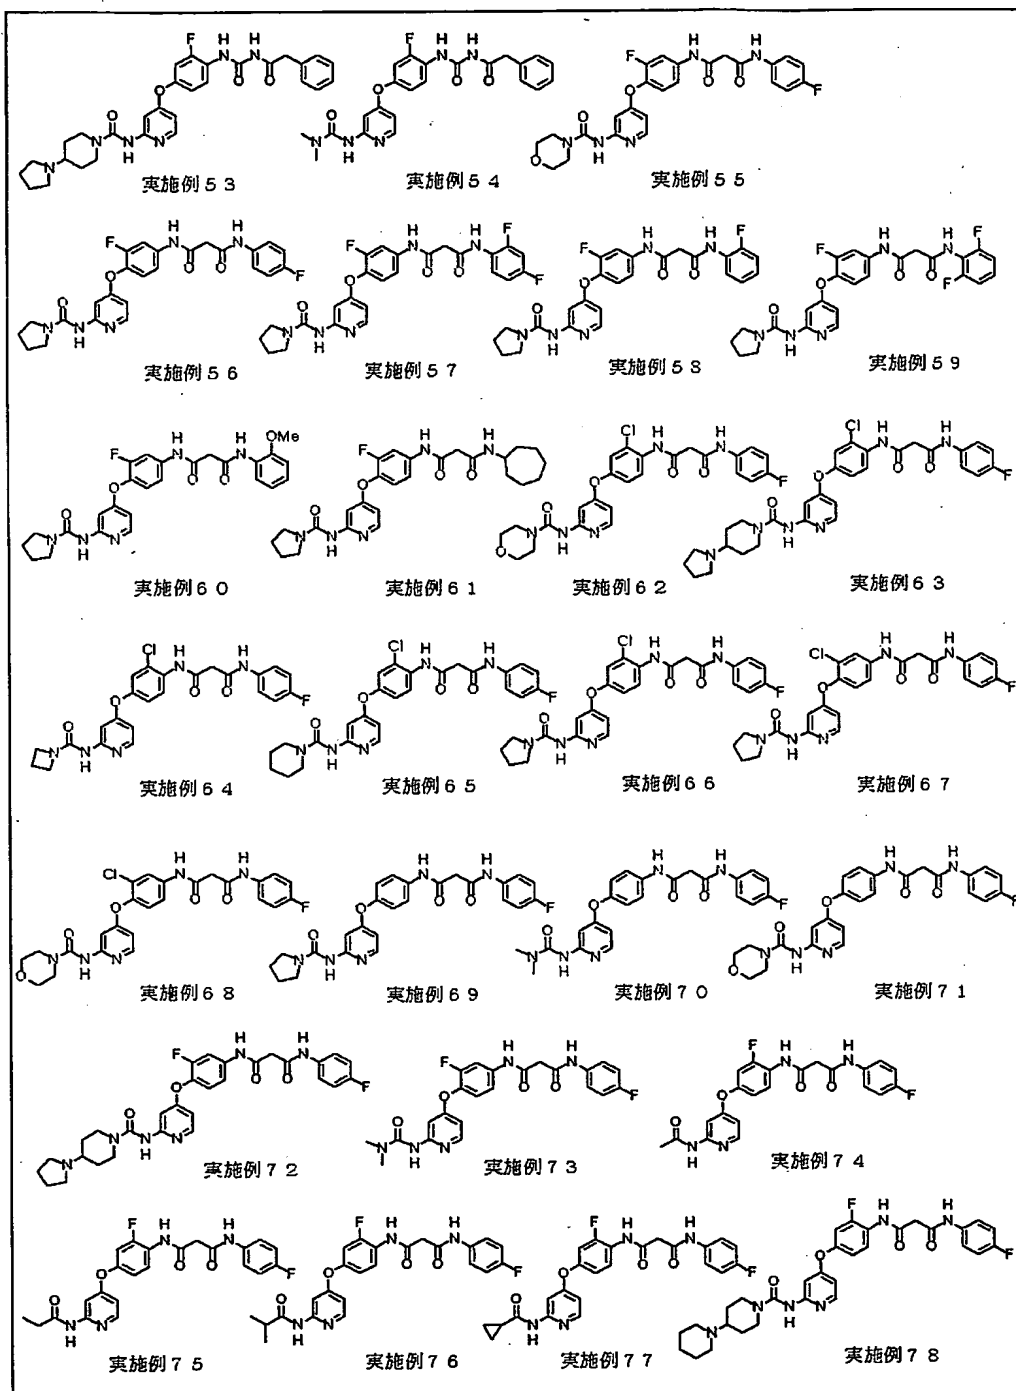 実施例５３ 実施例５４ 実施例５５
実施例５６ 実施例５７ 実施例５８ 実施例５９
OMe
実施例６０ 実施例６１ 実施例６２ 実施例６３
実施例６４ 実施例６５ 実施例６６ 実施例６７
実施例６８ 実施例６９ 実施例７０ 実施例７１
実施例７２ 実施例７３ 実施例７４
実施例７５ 実施例７６ 実施例７７ 実施例７８